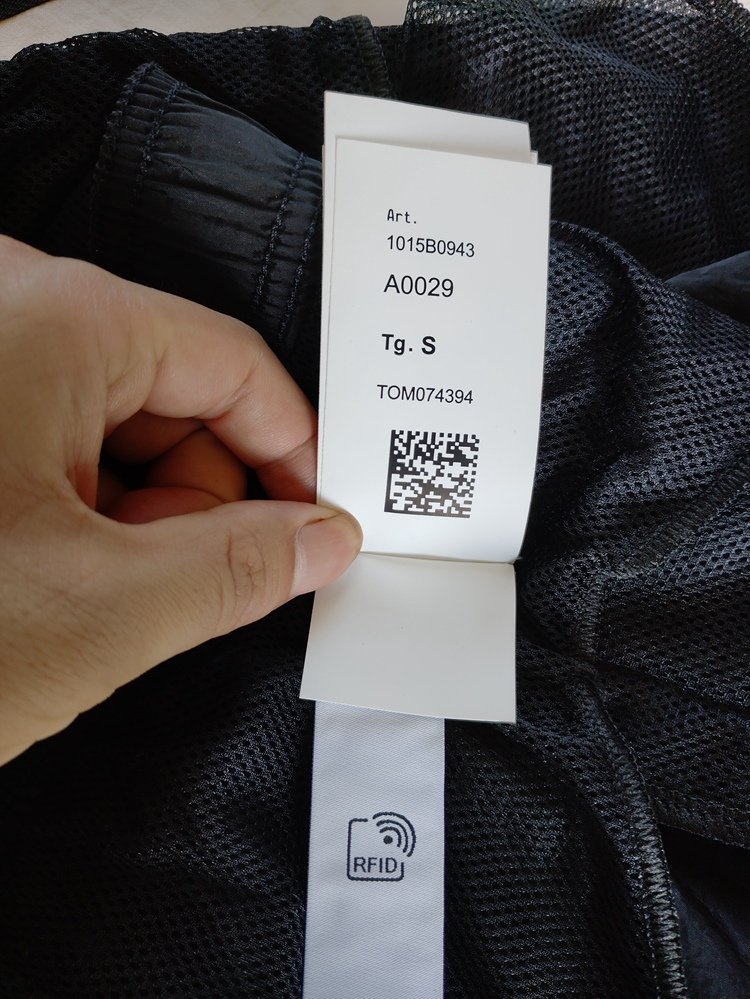 Art.
1015B0943
A0029
Tg. S
TOM074394
RFID